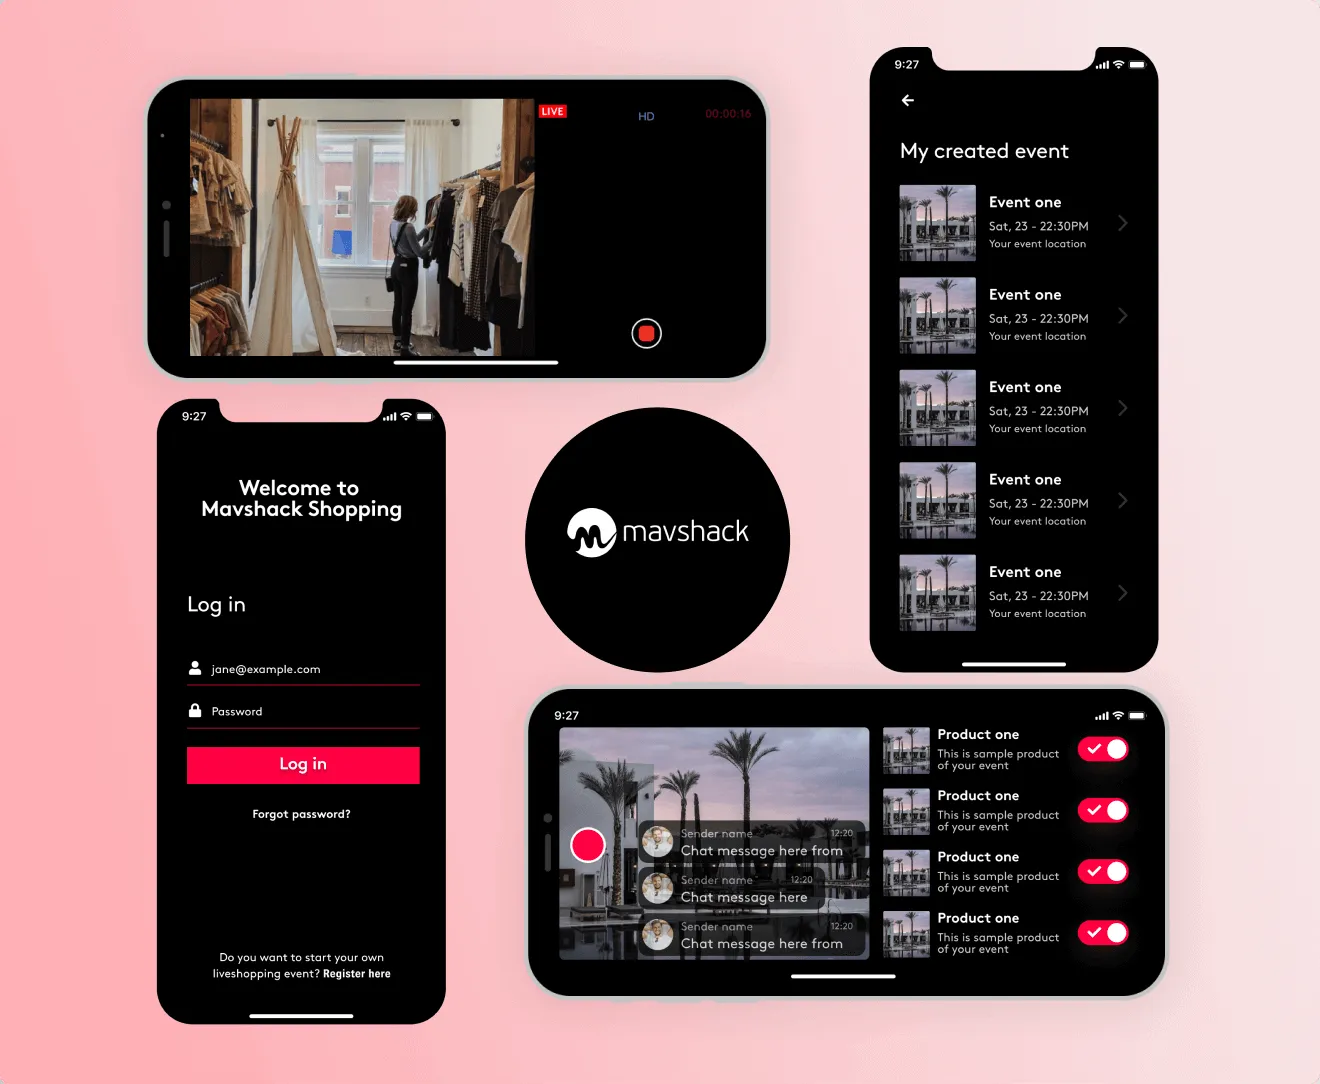 LIVE
HD
00:00:16
9:27
My created event
Event one
Sat, 23 - 22:30PM
Your event location
Event one
Sat, 23 - 22:30PM
Your event location
Event one
Sat, 23 - 22:30PM
Your event location
Event one
Sat, 23 - 22:30PM
Your event location
Event one
Sat, 23 - 22:30PM
Your event location
9:27
Welcome to
Mavshack Shopping
Log in
jane@example.com
Password
Log in
Forgot password?
Do you want to start your own
liveshopping event? Register here
mavshack
9:27
Sender name 12:20
Chat message here from
Sender name 12:20
Chat message here
Sender name 12:20
Chat message here from
Product one
This is sample product
of your event
Product one
This is sample product
of your event
Product one
This is sample product
of your event
Product one
This is sample product
of your event